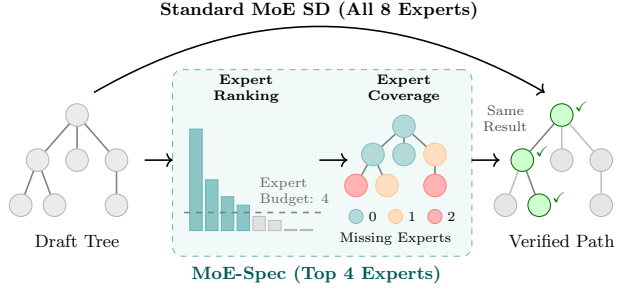 Standard MoE SD (All 8 Experts)
Expert
Ranking
Expert
Coverage
Same
Result
✓
✓
✓
Expert
Budget: 4
0 1 2
Missing Experts
Draft Tree
Verified Path
MoE-Spec (Top 4 Experts)